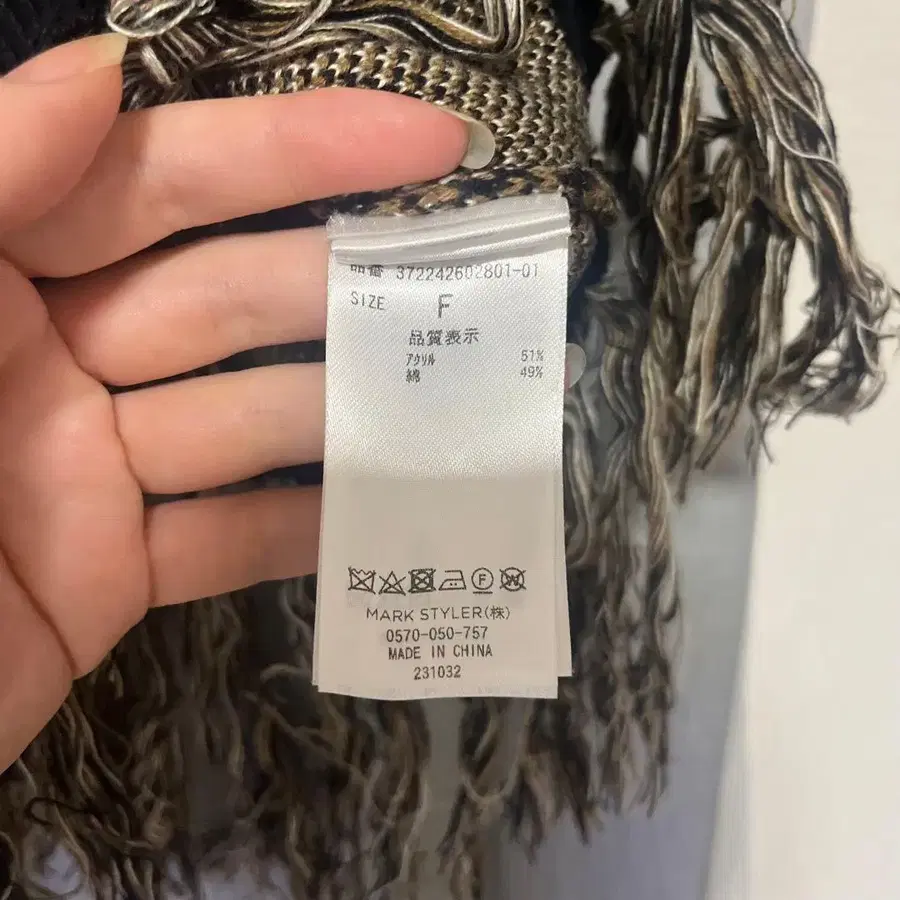 品番 372242602801-01
SIZE F
品質表示
アクリル 51%
綿 49%
F W
MARK STYLER(株)
0570-050-757
MADE IN CHINA
231032